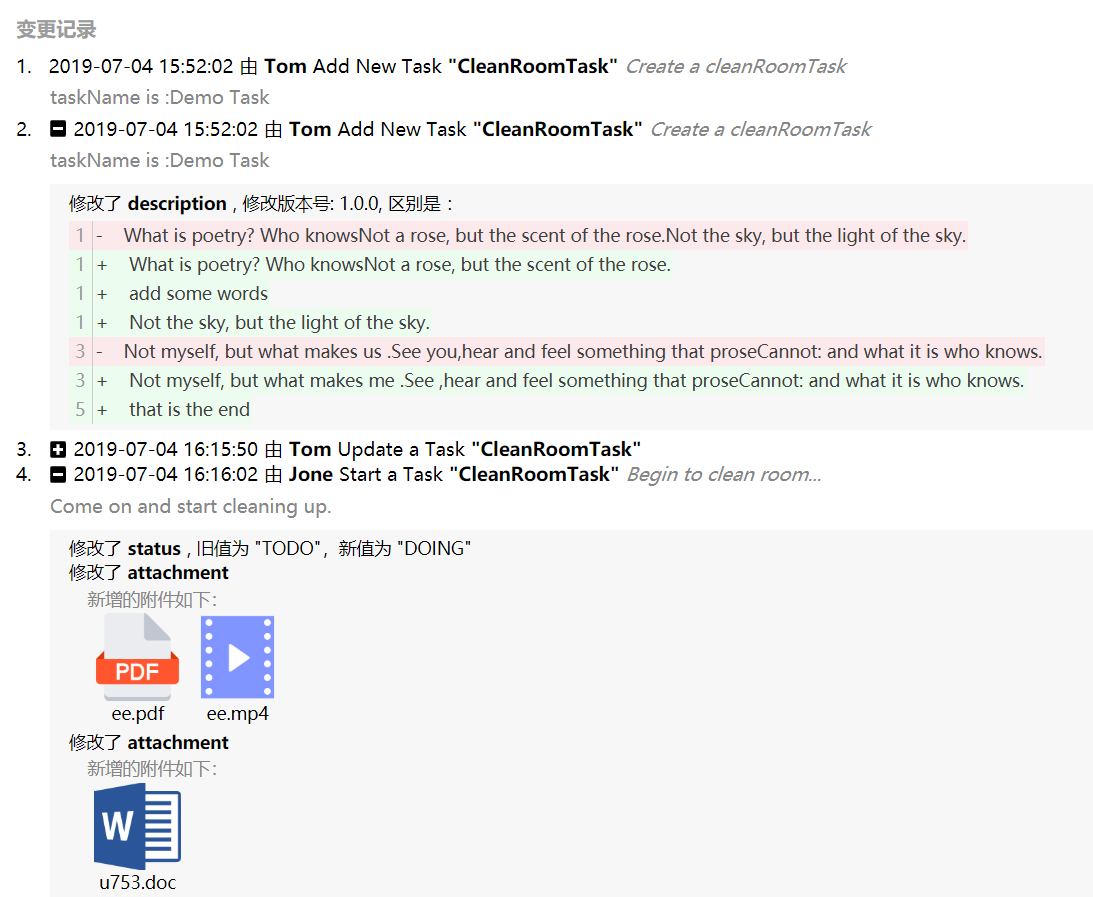 变更记录
1. 2019-07-04 15:52:02 由 Tom Add New Task "CleanRoomTask" Create a cleanRoomTask
taskName is :Demo Task
2. 2019-07-04 15:52:02 由 Tom Add New Task "CleanRoomTask" Create a cleanRoomTask
taskName is :Demo Task
修改了 description , 修改版本号: 1.0.0, 区别是：
1 - What is poetry? Who knowsNot a rose, but the scent of the rose.Not the sky, but the light of the sky.
1 + What is poetry? Who knowsNot a rose, but the scent of the rose.
1 + add some words
1 + Not the sky, but the light of the sky.
3 - Not myself, but what makes us .See you,hear and feel something that proseCannot: and what it is who knows.
3 + Not myself, but what makes me .See ,hear and feel something that proseCannot: and what it is who knows.
5 + that is the end
3. 2019-07-04 16:15:50 由 Tom Update a Task "CleanRoomTask"
4. 2019-07-04 16:16:02 由 Jone Start a Task "CleanRoomTask" Begin to clean room...
Come on and start cleaning up.
修改了 status , 旧值为 "TODO"，新值为 "DOING"
修改了 attachment
新增的附件如下：
PDF
ee.pdf ee.mp4
修改了 attachment
新增的附件如下：
W
u753.doc